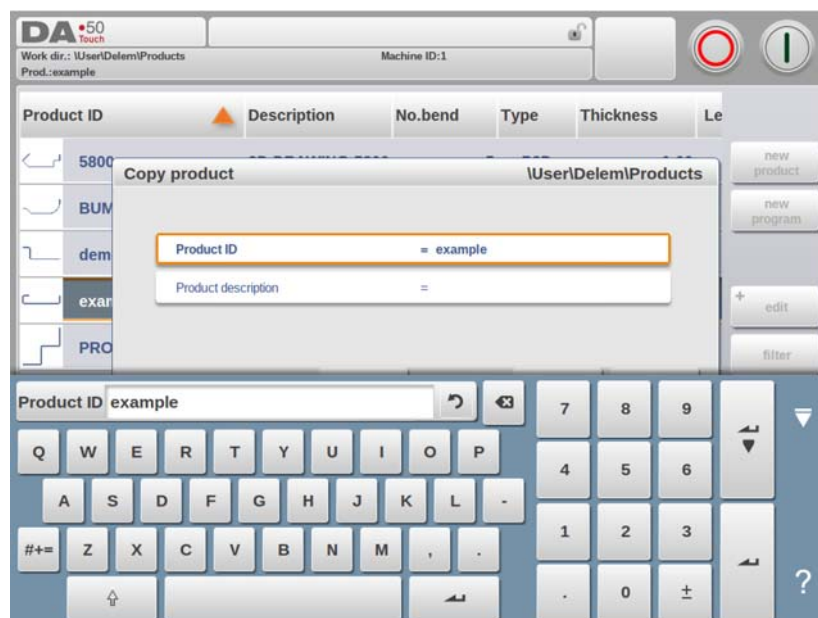 DA •50
Touch
Work dir.: \User\Delem\Products Machine ID:1
Prod.:example
Product ID Description No.bend Type Thickness Le
5800
BUM
dem
exam
PRO
Copy product \User\Delem\Products
Product ID = example
Product description =
new product
new program
+ edit
filter
Product ID example
7 8 9
Q W E R T Y U I O P
4 5 6
A S D F G H J K L -
1 2 3
#+= Z X C V B N M , .
. 0 ±
?